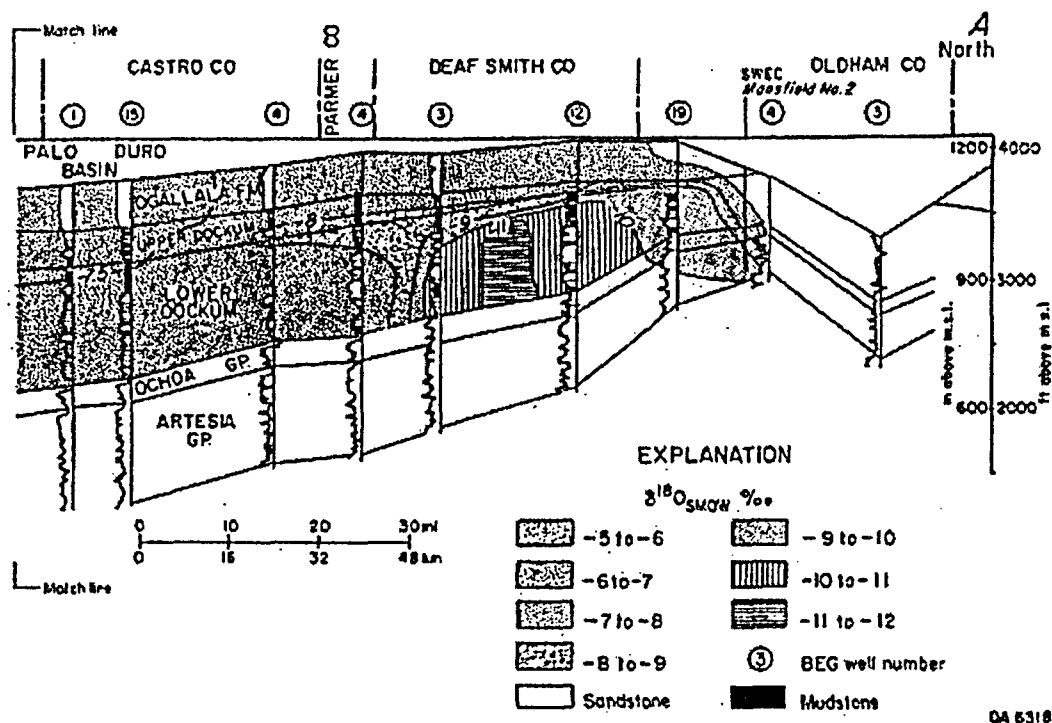 Match line
8
A
North
CASTRO CO
PARMER
DEAF SMITH CO
SWEC
Mansfield No. 2
OLDHAM CO
1 15 4 3 12 19 4 3
PALO DURO
BASIN
1200 4000
OGALLALA FM
UPPER DOCKUM
LOWER
DOCKUM
900 3000
OCHOA GP.
m above m.s.l.
ft above m.s.l.
600 2000
ARTESIA
GP.
EXPLANATION
δ18O SMOW ‰
0 10 20 30 mi
0 16 32 48 km
-5 to -6
-9 to -10
-6 to -7
-10 to -11
-7 to -8
-11 to -12
-8 to -9
3 BEG well number
Sandstone
Mudstone
Match line